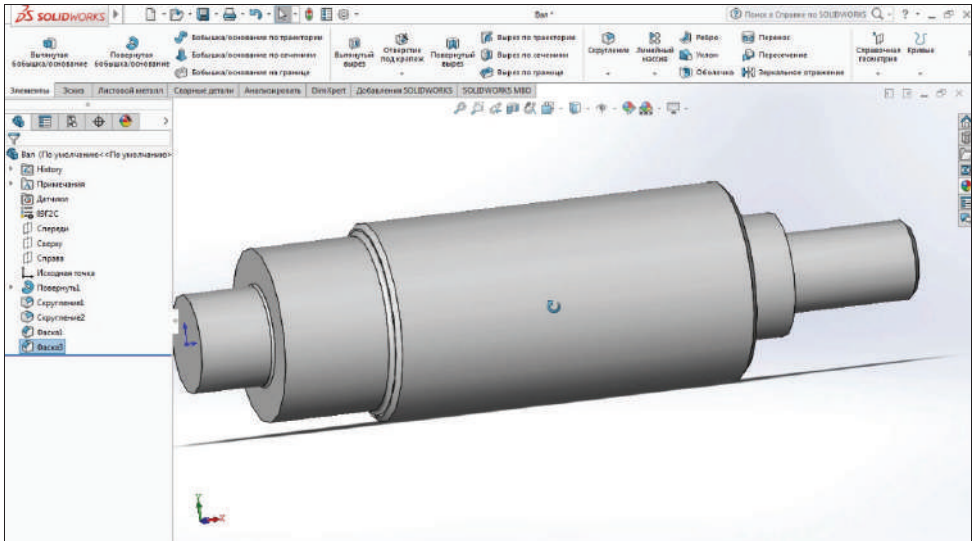 SOLIDWORKS
Вал *
Поиск в Справке по SOLIDWORKS
Вытянутая бобышка/основание
Повернутая бобышка/основание
Бобышка/основание по траектории
Бобышка/основание по сечениям
Бобышка/основание на границе
Вытянутый вырез
Отверстие под крепеж
Повернутый вырез
Вырез по траектории
Вырез по сечениям
Вырез по границе
Скругление
Линейный массив
Ребро
Уклон
Оболочка
Перенос
Пересечение
Зеркальное отражение
Справочная геометрия
Кривые
Элементы
Эскиз
Листовой металл
Сварные детали
Анализировать
DimXpert
Добавления SOLIDWORKS
SOLIDWORKS MBD
Вал (По умолчанию<<По умолчанию>
History
Примечания
Датчики
09Г2С
Спереди
Сверху
Справа
Исходная точка
Повернуть1
Скругление1
Скругление2
Фаска1
Фаска3